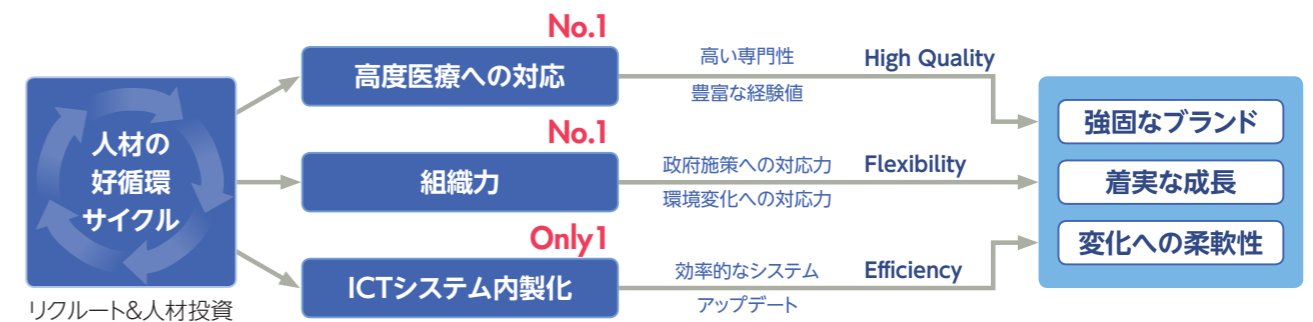 人材の
好循環
サイクル
リクルート&人材投資
No.1
高度医療への対応
高い専門性
豊富な経験値
High Quality
No.1
組織力
政府施策への対応力
環境変化への対応力
Flexibility
Only1
ICTシステム内製化
効率的なシステム
アップデート
Efficiency
強固なブランド
着実な成長
変化への柔軟性